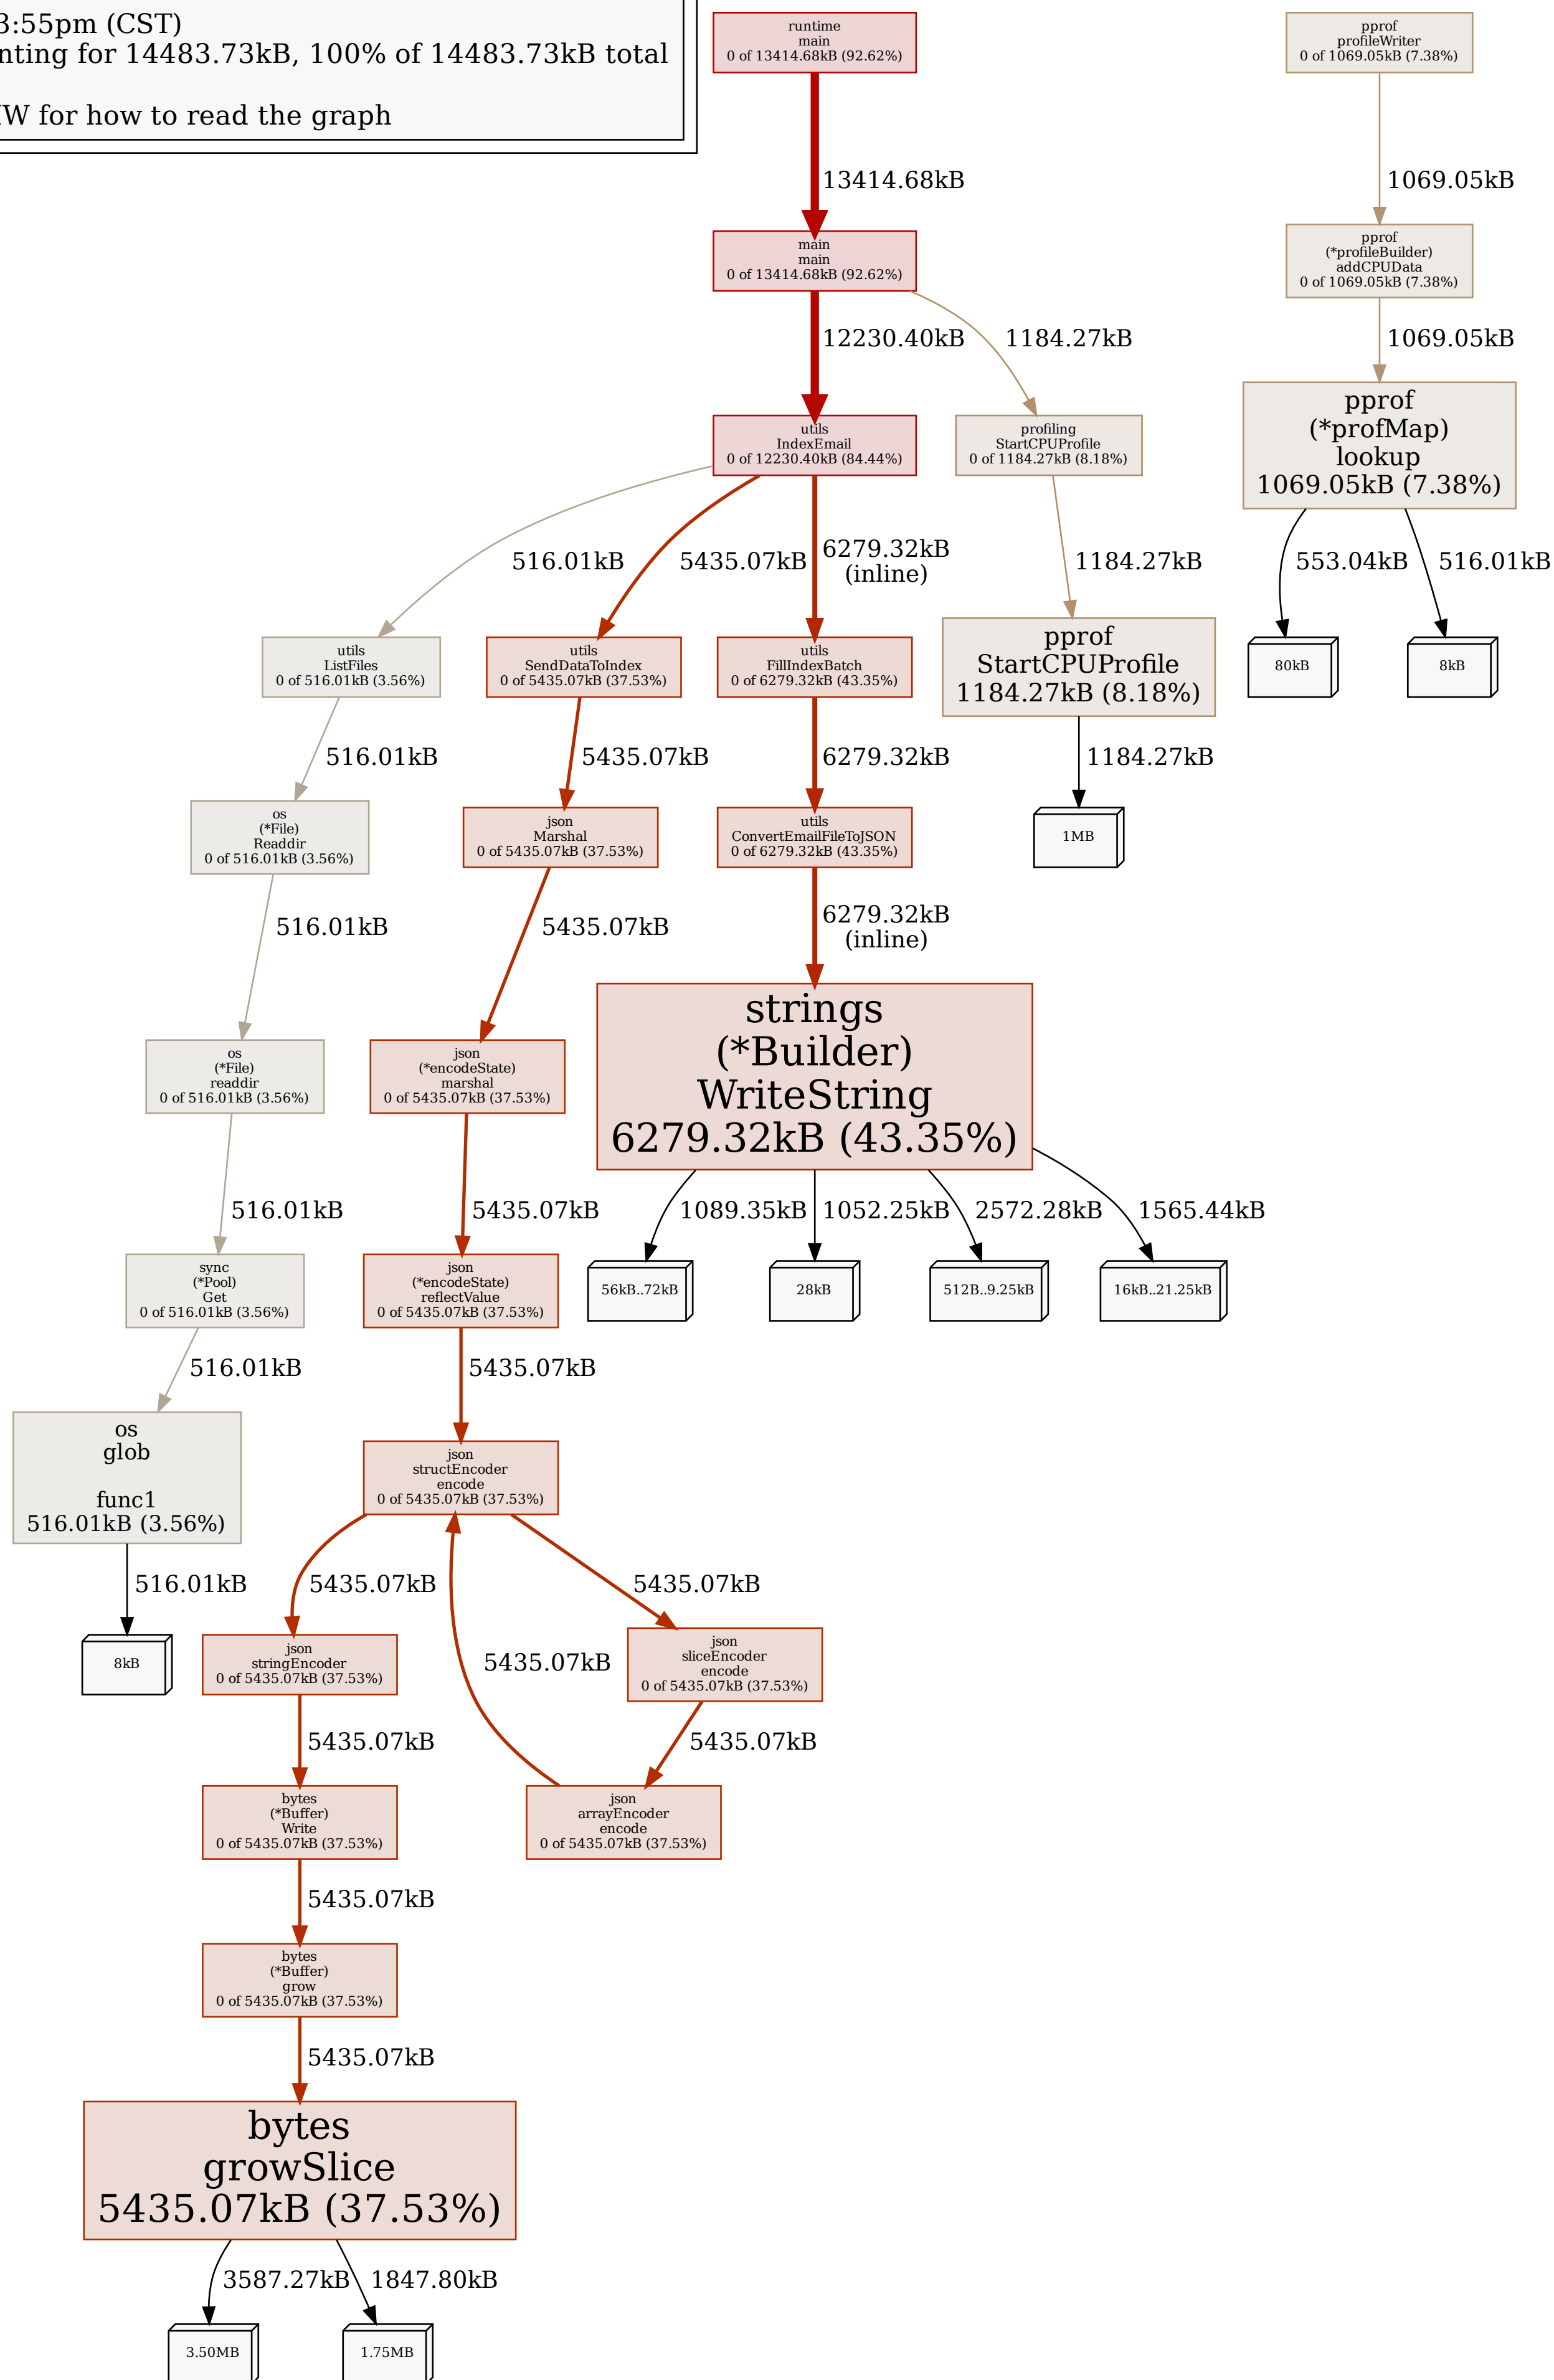 3:55pm (CST)
nting for 14483.73kB, 100% of 14483.73kB total
W for how to read the graph
runtime
main
0 of 13414.68kB (92.62%)
pprof
profileWriter
0 of 1069.05kB (7.38%)
13414.68kB
1069.05kB
main
main
0 of 13414.68kB (92.62%)
pprof
(*profileBuilder)
addCPUData
0 of 1069.05kB (7.38%)
12230.40kB
1184.27kB
1069.05kB
utils
IndexEmail
0 of 12230.40kB (84.44%)
profiling
StartCPUProfile
0 of 1184.27kB (8.18%)
pprof
(*profMap)
lookup
1069.05kB (7.38%)
516.01kB
5435.07kB
6279.32kB
(inline)
1184.27kB
553.04kB
516.01kB
utils
ListFiles
0 of 516.01kB (3.56%)
utils
SendDataToIndex
0 of 5435.07kB (37.53%)
utils
FillIndexBatch
0 of 6279.32kB (43.35%)
pprof
StartCPUProfile
1184.27kB (8.18%)
80kB
8kB
516.01kB
5435.07kB
6279.32kB
1184.27kB
os
(*File)
Readdir
0 of 516.01kB (3.56%)
json
Marshal
0 of 5435.07kB (37.53%)
utils
ConvertEmailFileToJSON
0 of 6279.32kB (43.35%)
1MB
516.01kB
5435.07kB
6279.32kB
(inline)
os
(*File)
readdir
0 of 516.01kB (3.56%)
json
(*encodeState)
marshal
0 of 5435.07kB (37.53%)
strings
(*Builder)
WriteString
6279.32kB (43.35%)
516.01kB
5435.07kB
1089.35kB
1052.25kB
2572.28kB
1565.44kB
sync
(*Pool)
Get
0 of 516.01kB (3.56%)
json
(*encodeState)
reflectValue
0 of 5435.07kB (37.53%)
56kB..72kB
28kB
512B..9.25kB
16kB..21.25kB
516.01kB
5435.07kB
os
glob
func1
516.01kB (3.56%)
json
structEncoder
encode
0 of 5435.07kB (37.53%)
516.01kB
5435.07kB
5435.07kB
8kB
json
stringEncoder
0 of 5435.07kB (37.53%)
5435.07kB
json
sliceEncoder
encode
0 of 5435.07kB (37.53%)
5435.07kB
5435.07kB
bytes
(*Buffer)
Write
0 of 5435.07kB (37.53%)
json
arrayEncoder
encode
0 of 5435.07kB (37.53%)
5435.07kB
bytes
(*Buffer)
grow
0 of 5435.07kB (37.53%)
5435.07kB
bytes
growSlice
5435.07kB (37.53%)
3587.27kB
1847.80kB
3.50MB
1.75MB